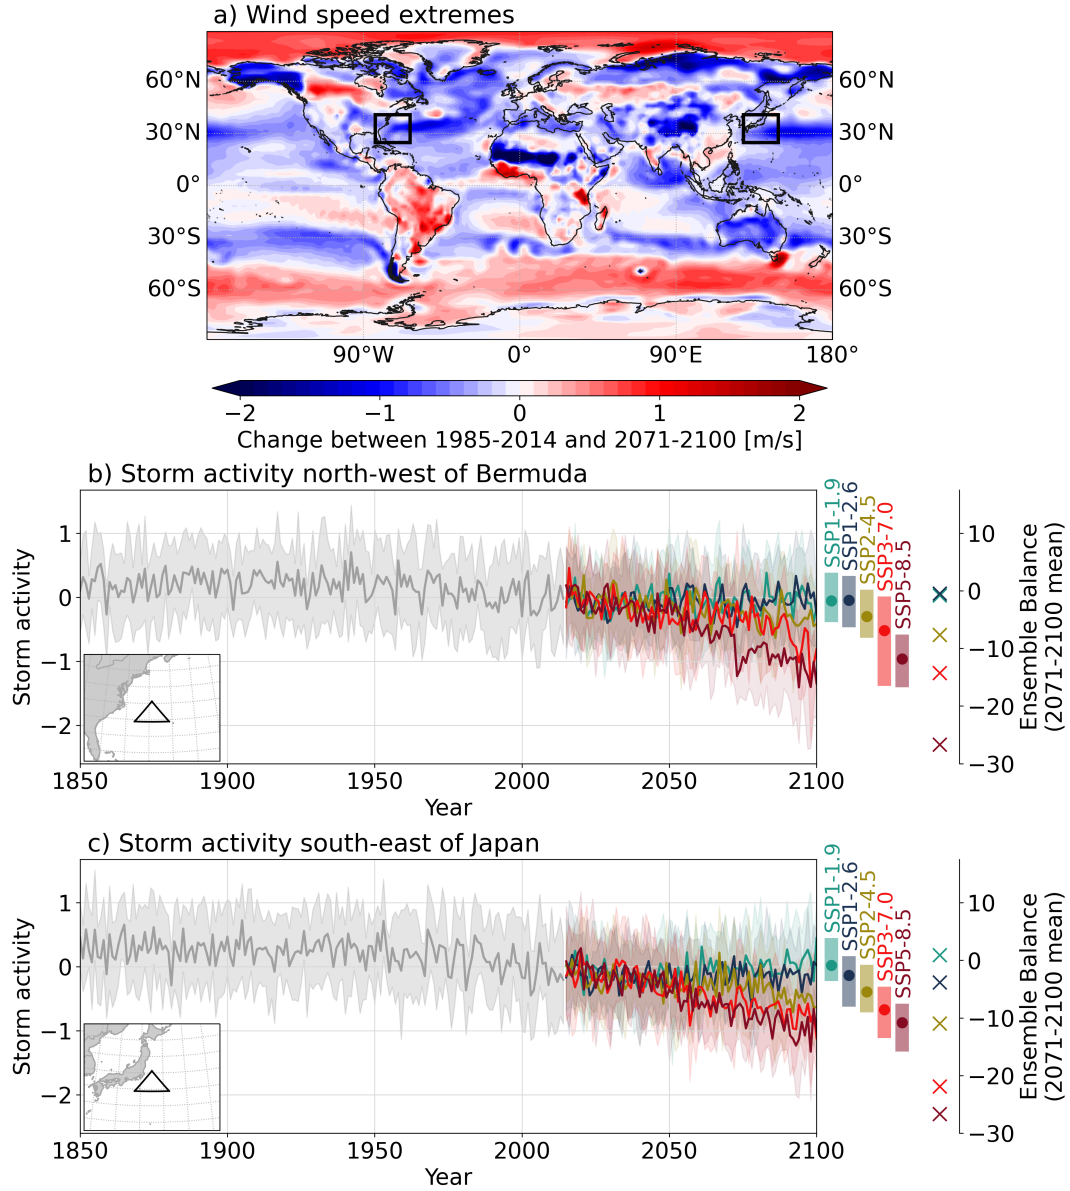 a) Wind speed extremes
60°N 60°N
30°N 30°N
0° 0°
30°S 30°S
60°S 60°S
90°W 0° 90°E 180°
−2 −1 0 1 2
Change between 1985-2014 and 2071-2100 [m/s]
b) Storm activity north-west of Bermuda
Storm activity
1
0
−1
−2
1850 1900 1950 2000 2050 2100
Year
SSP1-1.9
SSP1-2.6
SSP2-4.5
SSP3-7.0
SSP5-8.5
10
0
−10
−20
−30
Ensemble Balance
(2071-2100 mean)
c) Storm activity south-east of Japan
Storm activity
1
0
−1
−2
1850 1900 1950 2000 2050 2100
Year
SSP1-1.9
SSP1-2.6
SSP2-4.5
SSP3-7.0
SSP5-8.5
10
0
−10
−20
−30
Ensemble Balance
(2071-2100 mean)